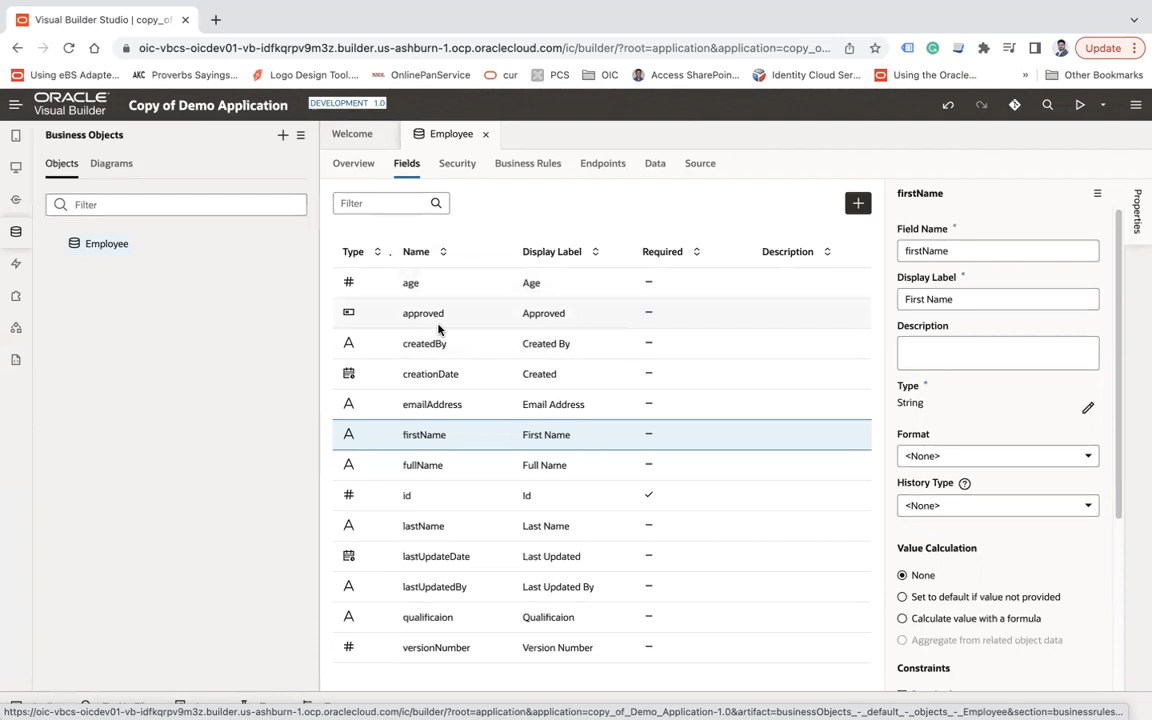 Visual Builder Studio | copy_of
oic-vbcs-oicdev01-vb-idfkqrpv9m3z.builder.us-ashburn-1.ocp.oraclecloud.com/ic/builder/?root=application&application=copy_o...
Update
Using eBS Adapte... AKC Proverbs Sayings... Logo Design Tool.... OnlinePanService cur PCS OIC Access SharePoin... Identity Cloud Ser... Using the Oracle... » Other Bookmarks
ORACLE
Visual Builder
Copy of Demo Application
DEVELOPMENT 1.0
Business Objects
Welcome
Employee
Objects Diagrams
Overview Fields Security Business Rules Endpoints Data Source
Filter
Employee
Filter
Type Name Display Label Required Description
age Age
approved Approved
createdBy Created By
creationDate Created
emailAddress Email Address
firstName First Name
fullName Full Name
id Id
lastName Last Name
lastUpdateDate Last Updated
lastUpdatedBy Last Updated By
qualificaion Qualificaion
versionNumber Version Number
firstName
Properties
Field Name *
firstName
Display Label *
First Name
Description
Type *
String
Format
<None>
History Type
<None>
Value Calculation
None
Set to default if value not provided
Calculate value with a formula
Aggregate from related object data
Constraints
https://oic-vbcs-oicdev01-vb-idfkqrpv9m3z.builder.us-ashburn-1.ocp.oraclecloud.com/ic/builder/?root=application&application=copy_of_Demo_Application-1.0&artifact=businessObjects_-_default_-_objects_-_Employee&section=businessrules...